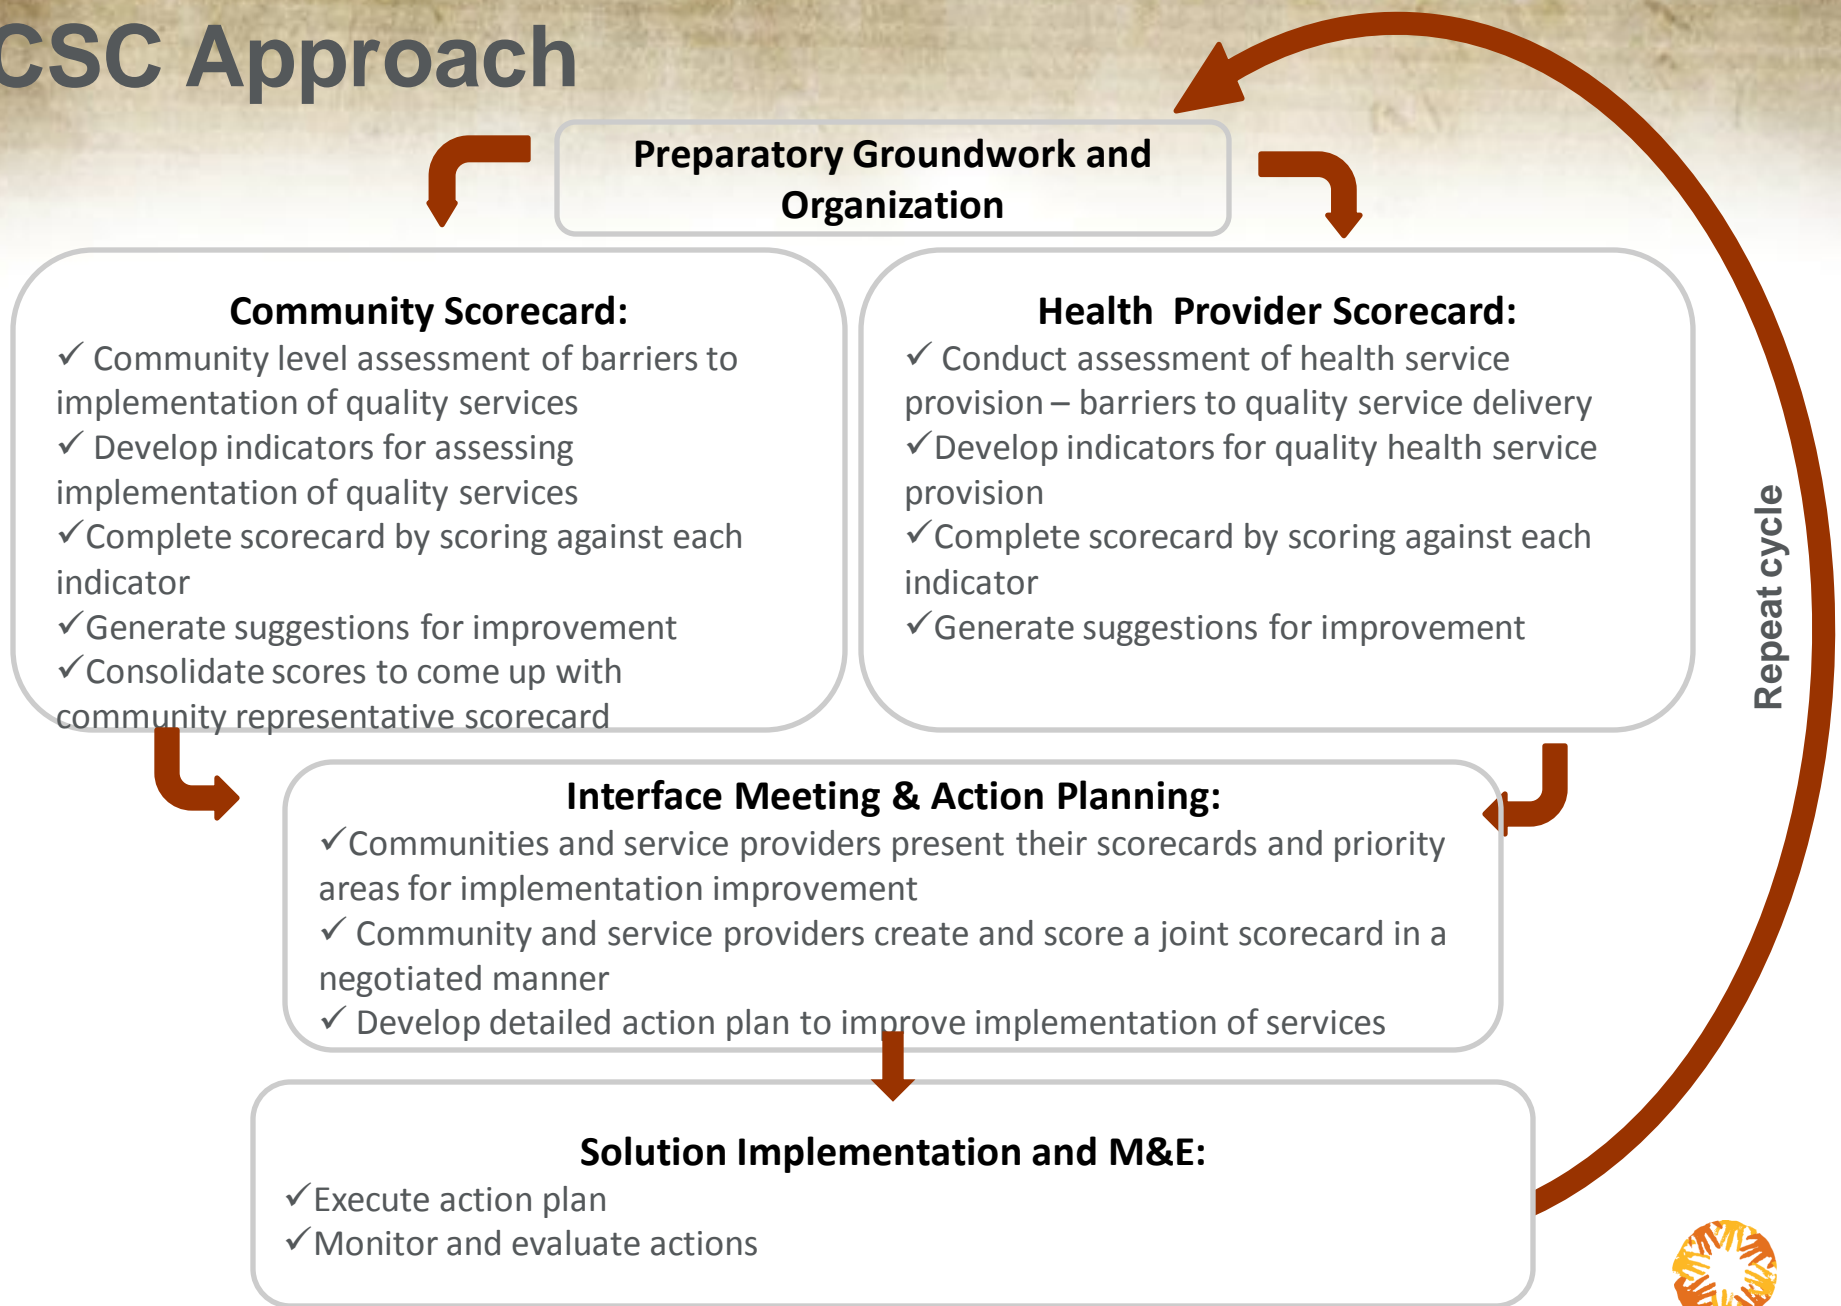 CSC Approach
Preparatory Groundwork and
Organization
Community Scorecard:
✓ Community level assessment of barriers to
implementation of quality services
✓ Develop indicators for assessing
implementation of quality services
✓Complete scorecard by scoring against each
indicator
✓Generate suggestions for improvement
✓Consolidate scores to come up with
community representative scorecard
Health  Provider Scorecard:
✓ Conduct assessment of health service
provision – barriers to quality service delivery
✓Develop indicators for quality health service
provision
✓Complete scorecard by scoring against each
indicator
✓Generate suggestions for improvement
Interface Meeting & Action Planning:
✓Communities and service providers present their scorecards and priority
areas for implementation improvement
✓ Community and service providers create and score a joint scorecard in a
negotiated manner
✓ Develop detailed action plan to improve implementation of services
Solution Implementation and M&E:
✓Execute action plan
✓Monitor and evaluate actions
Repeat cycle